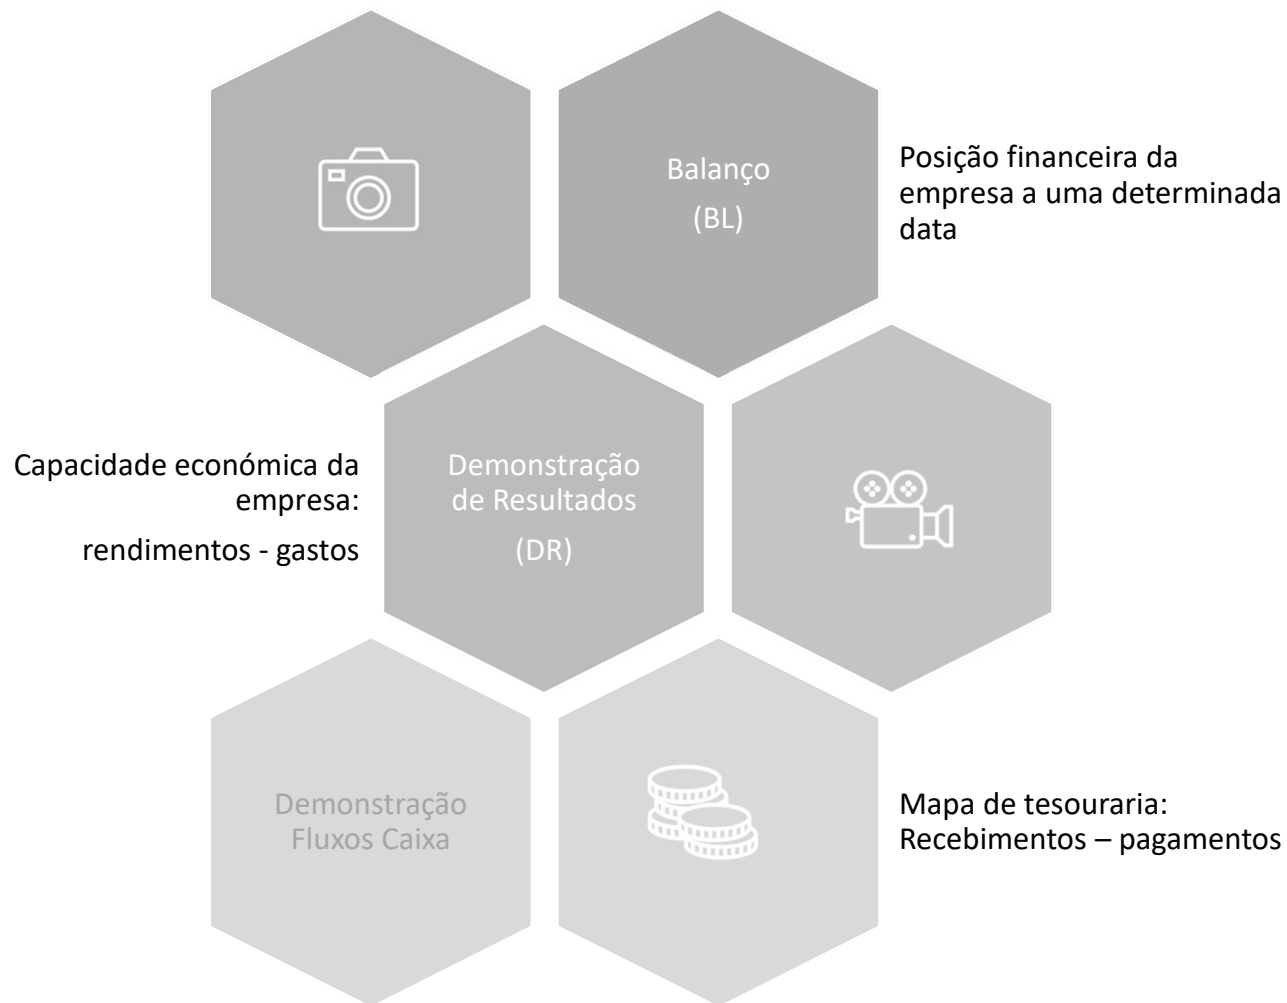 Balanço
(BL)
Posição financeira da
empresa a uma determinada
data
Capacidade económica da
empresa:
rendimentos - gastos
Demonstração
de Resultados
(DR)
Demonstração
Fluxos Caixa
Mapa de tesouraria:
Recebimentos – pagamentos